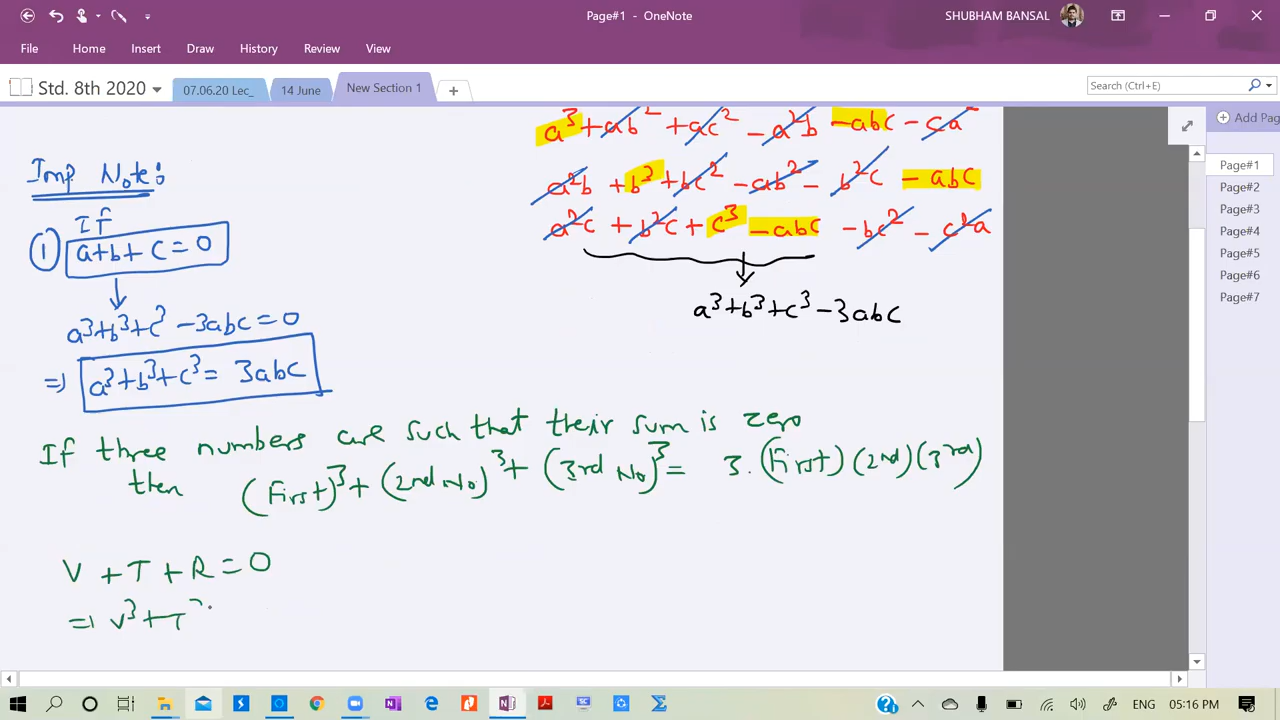 Page#1 - OneNote
SHUBHAM BANSAL
File Home Insert Draw History Review View
Std. 8th 2020
07.06.20 Lec_
14 June
New Section 1
Search (Ctrl+E)
Add Page
Page#1
Page#2
Page#3
Page#4
Page#5
Page#6
Page#7
a³ + ab² + ac² - a²b - abc - ca²
a²b + b³ + bc² - ab² - b²c - abc
a²c + b²c + c³ - abc - bc² - c²a
a³+b³+c³-3abc
Imp Note:
If
① a+b+c=0
a³+b³+c³-3abc=0
⇒ a³+b³+c³= 3abc
If three numbers are such that their sum is zero
then (First)³+(2nd No)³+(3rd No)³= 3.(First)(2nd)(3rd)
V+T+R=0
⇒ V³+T
05:16 PM